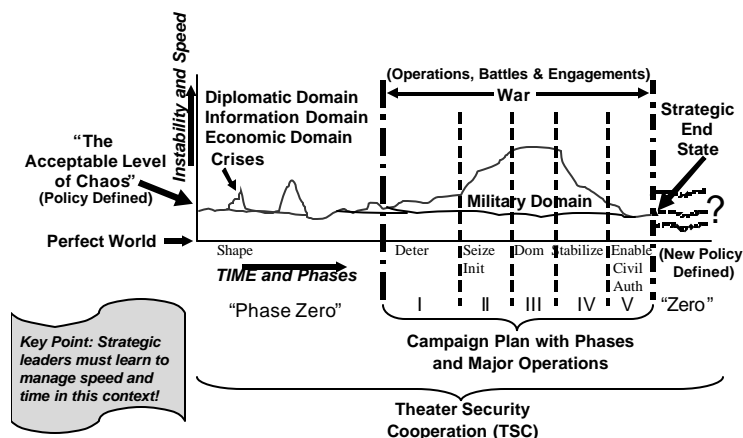 Instability and Speed
(Operations, Battles & Engagements)
War
Diplomatic Domain
Information Domain
Economic Domain
Crises
Strategic
End
State
“The
Acceptable Level
of Chaos”
(Policy Defined)
Military Domain
?
Perfect World
Shape
Deter
Seize
Init
Dom
Stabilize
Enable
Civil
Auth
(New Policy
Defined)
TIME and Phases
“Phase Zero”
I
II
III
IV
V
“Zero”
Key Point: Strategic
leaders must learn to
manage speed and
time in this context!
Campaign Plan with Phases
and Major Operations
Theater Security
Cooperation (TSC)